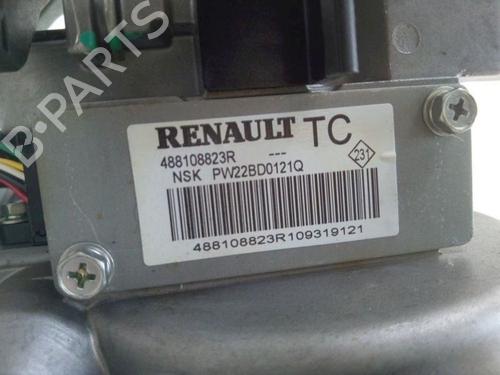 B-PARTS
RENAULT TC
488108823R --- 231
NSK PW22BD0121Q
488108823R109319121